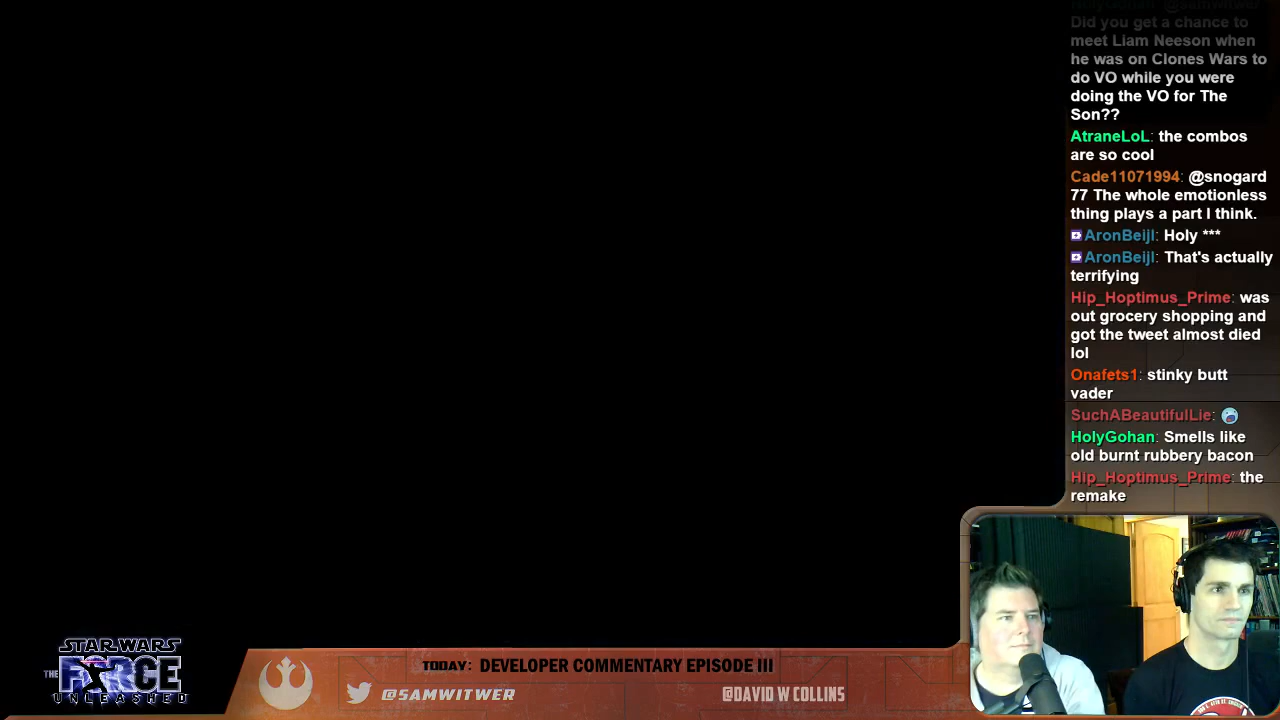 HolyGohan: @samwitwer
Did you get a chance to
meet Liam Neeson when
he was on Clones Wars to
do VO while you were
doing the VO for The
Son??
AtraneLoL: the combos
are so cool
Cade11071994: @snogard
77 The whole emotionless
thing plays a part I think.
AronBeijl: Holy ***
AronBeijl: That's actually
terrifying
Hip_Hoptimus_Prime: was
out grocery shopping and
got the tweet almost died
lol
Onafets1: stinky butt
vader
SuchABeautifulLie:
HolyGohan: Smells like
old burnt rubbery bacon
Hip_Hoptimus_Prime: the
remake
STAR WARS
THE FORCE
UNLEASHED
TODAY: DEVELOPER COMMENTARY EPISODE III
@SAMWITWER
@DAVID W COLLINS